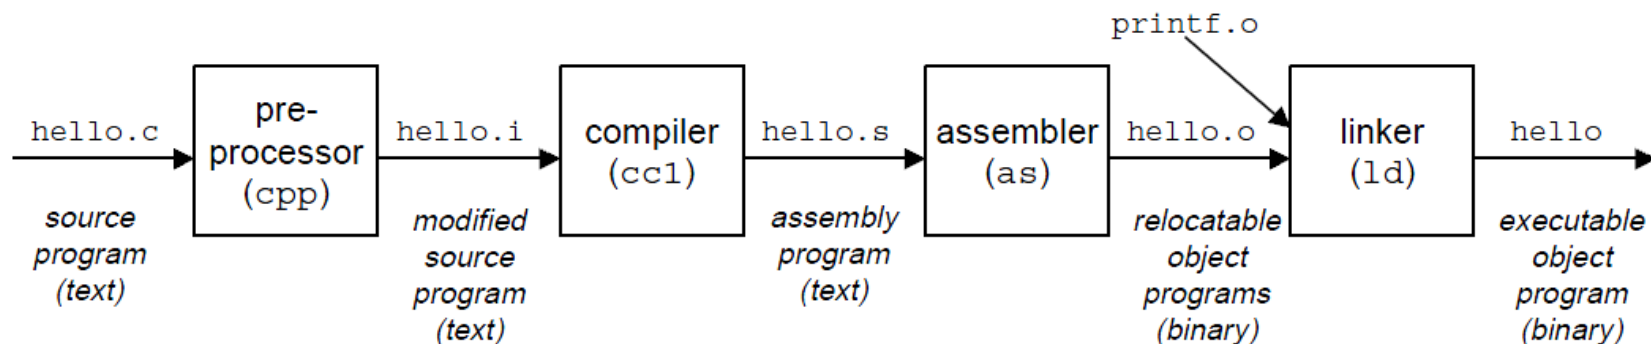 printf.o
hello.c
pre-
processor
(cpp)
hello.i
compiler
(cc1)
hello.s
assembler
(as)
hello.o
linker
(ld)
hello
source
program
(text)
modified
source
program
(text)
assembly
program
(text)
relocatable
object
programs
(binary)
executable
object
program
(binary)